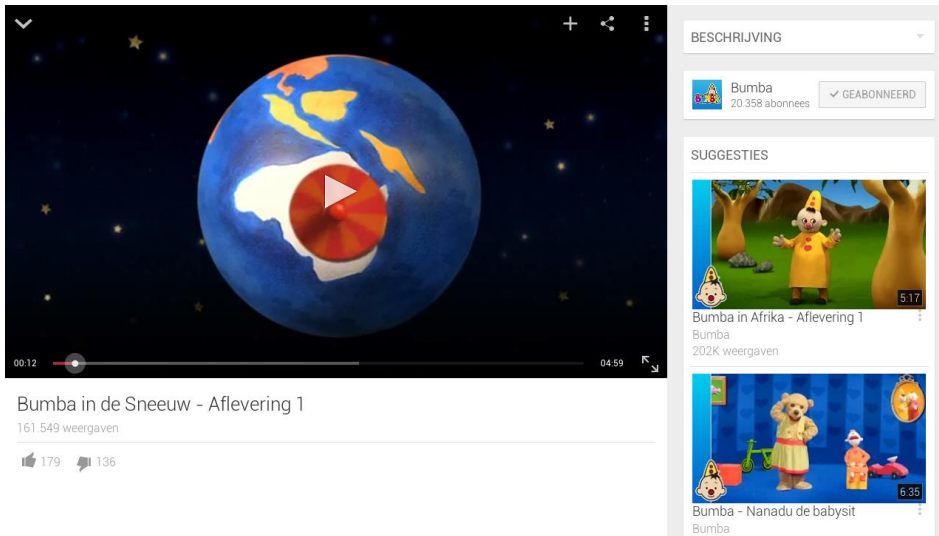 00:12
04:59
Bumba in de Sneeuw - Aflevering 1
161.549 weergaven
179
136
BESCHRIJVING
Bumba
20.358 abonnees
GEABONNEERD
SUGGESTIES
5:17
Bumba in Afrika - Aflevering 1
Bumba
202K weergaven
6:35
Bumba - Nanadu de babysit
Bumba